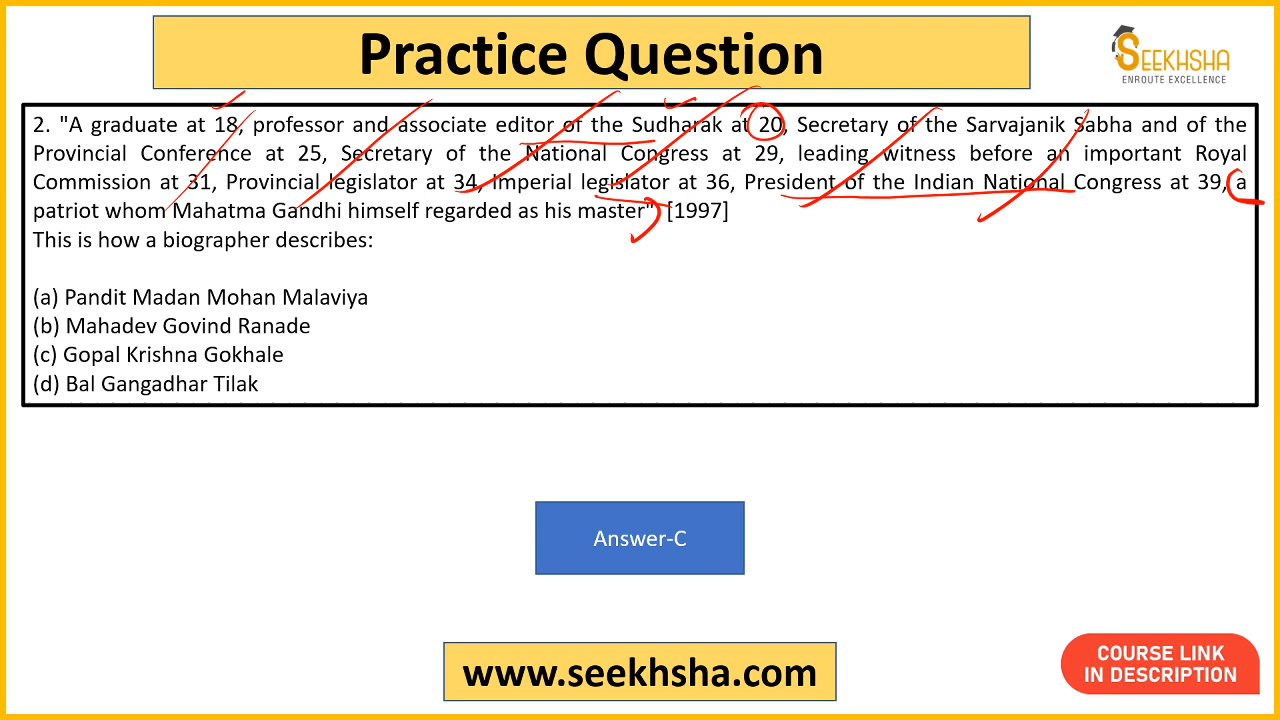 Practice Question
SEEKHSHA
ENROUTE EXCELLENCE
2. "A graduate at 18, professor and associate editor of the Sudharak at 20, Secretary of the Sarvajanik Sabha and of the
Provincial Conference at 25, Secretary of the National Congress at 29, leading witness before an important Royal
Commission at 31, Provincial legislator at 34, Imperial legislator at 36, President of the Indian National Congress at 39, a
patriot whom Mahatma Gandhi himself regarded as his master" [1997]
This is how a biographer describes:
(a) Pandit Madan Mohan Malaviya
(b) Mahadev Govind Ranade
(c) Gopal Krishna Gokhale
(d) Bal Gangadhar Tilak
Answer-C
www.seekhsha.com
COURSE LINK
IN DESCRIPTION